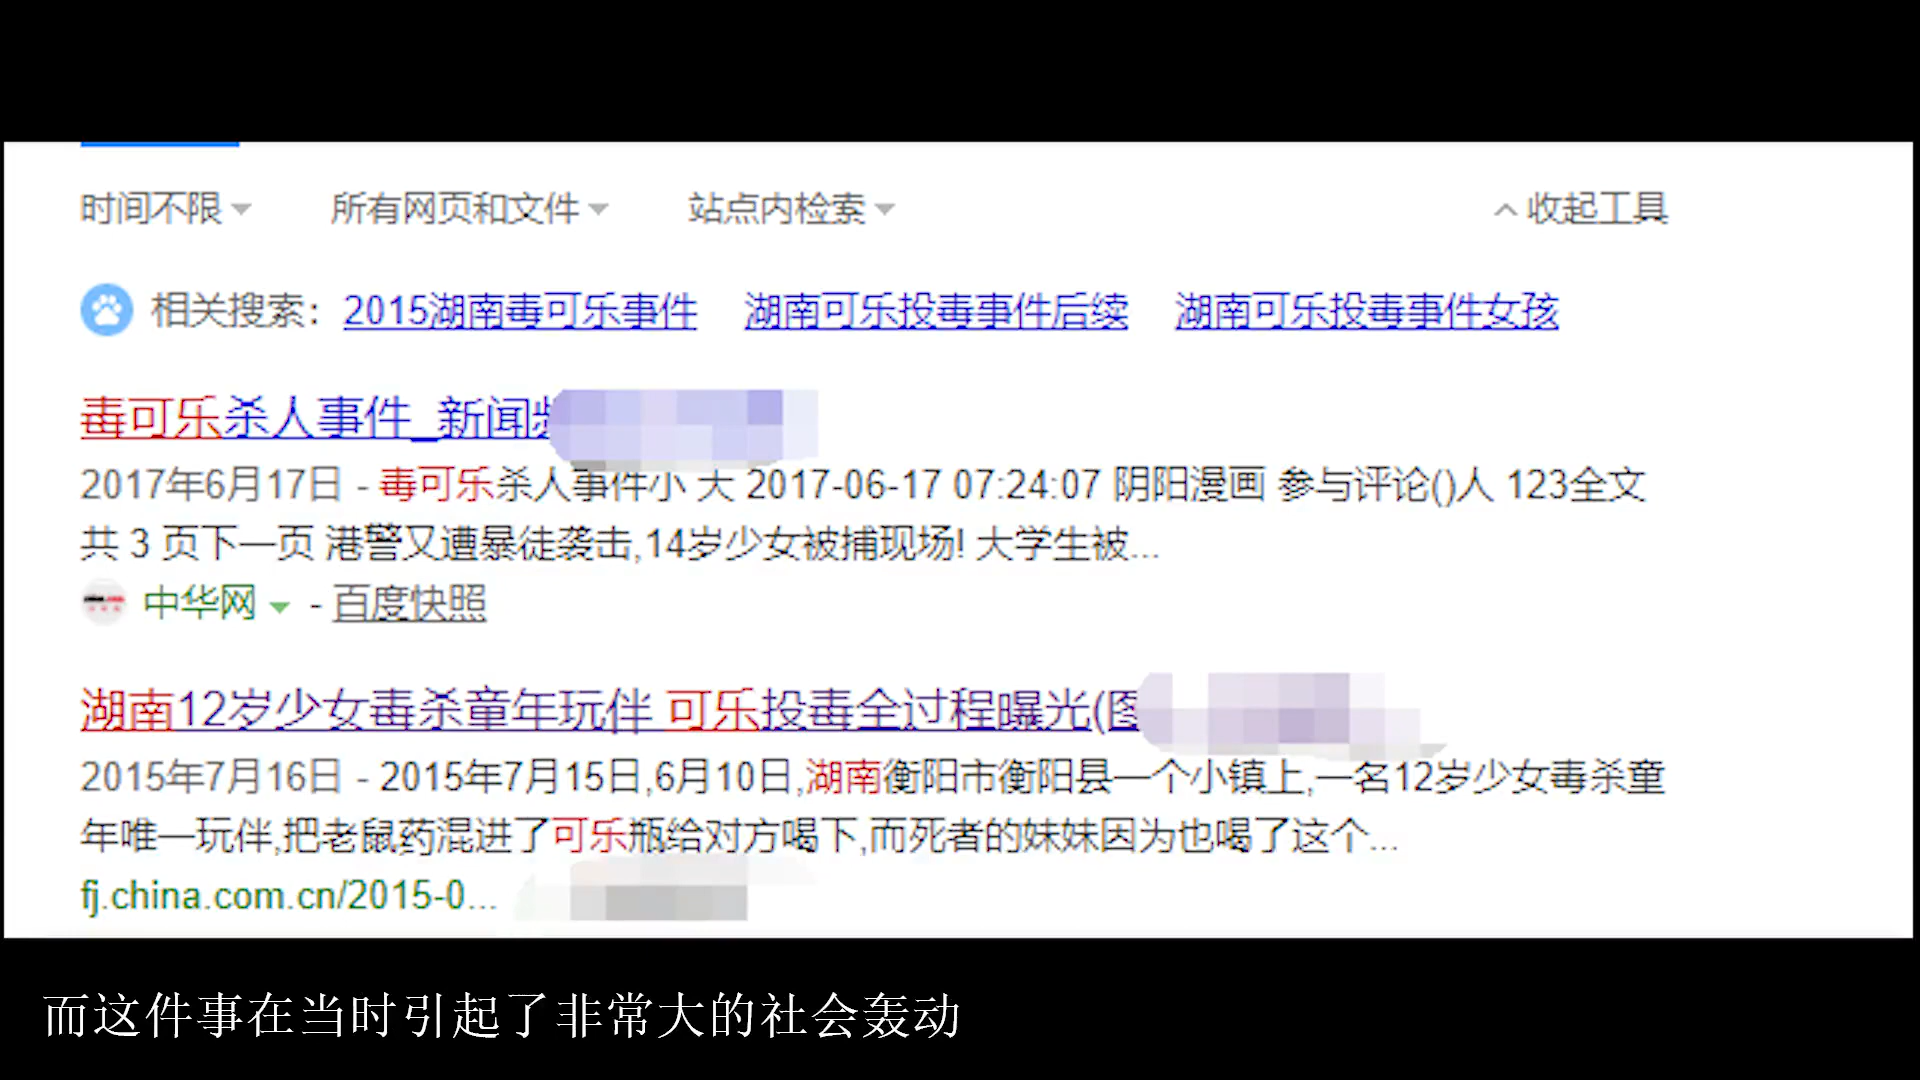 时间不限 所有网页和文件 站点内检索 收起工具
相关搜索: 2015湖南毒可乐事件 湖南可乐投毒事件后续 湖南可乐投毒事件女孩
毒可乐杀人事件_新闻
2017年6月17日 - 毒可乐杀人事件小 大 2017-06-17 07:24:07 阴阳漫画 参与评论()人 123全文
共 3 页下一页 港警又遭暴徒袭击,14岁少女被捕现场! 大学生被...
中华网 - 百度快照
湖南12岁少女毒杀童年玩伴 可乐投毒全过程曝光(图
2015年7月16日 - 2015年7月15日,6月10日,湖南衡阳市衡阳县一个小镇上,一名12岁少女毒杀童
年唯一玩伴,把老鼠药混进了可乐瓶给对方喝下,而死者的妹妹因为也喝了这个...
fj.china.com.cn/2015-0...
而这件事在当时引起了非常大的社会轰动